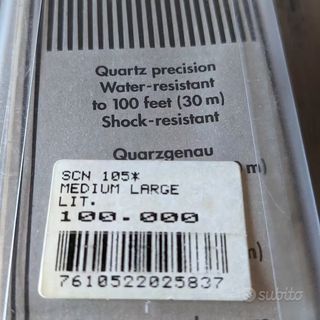 Quartz precision
Water-resistant
to 100 feet (30 m)
Shock-resistant
Quarzgenau
SCN 105*
MEDIUM LARGE
LIT.
100.000
7610522025837
m)
subito